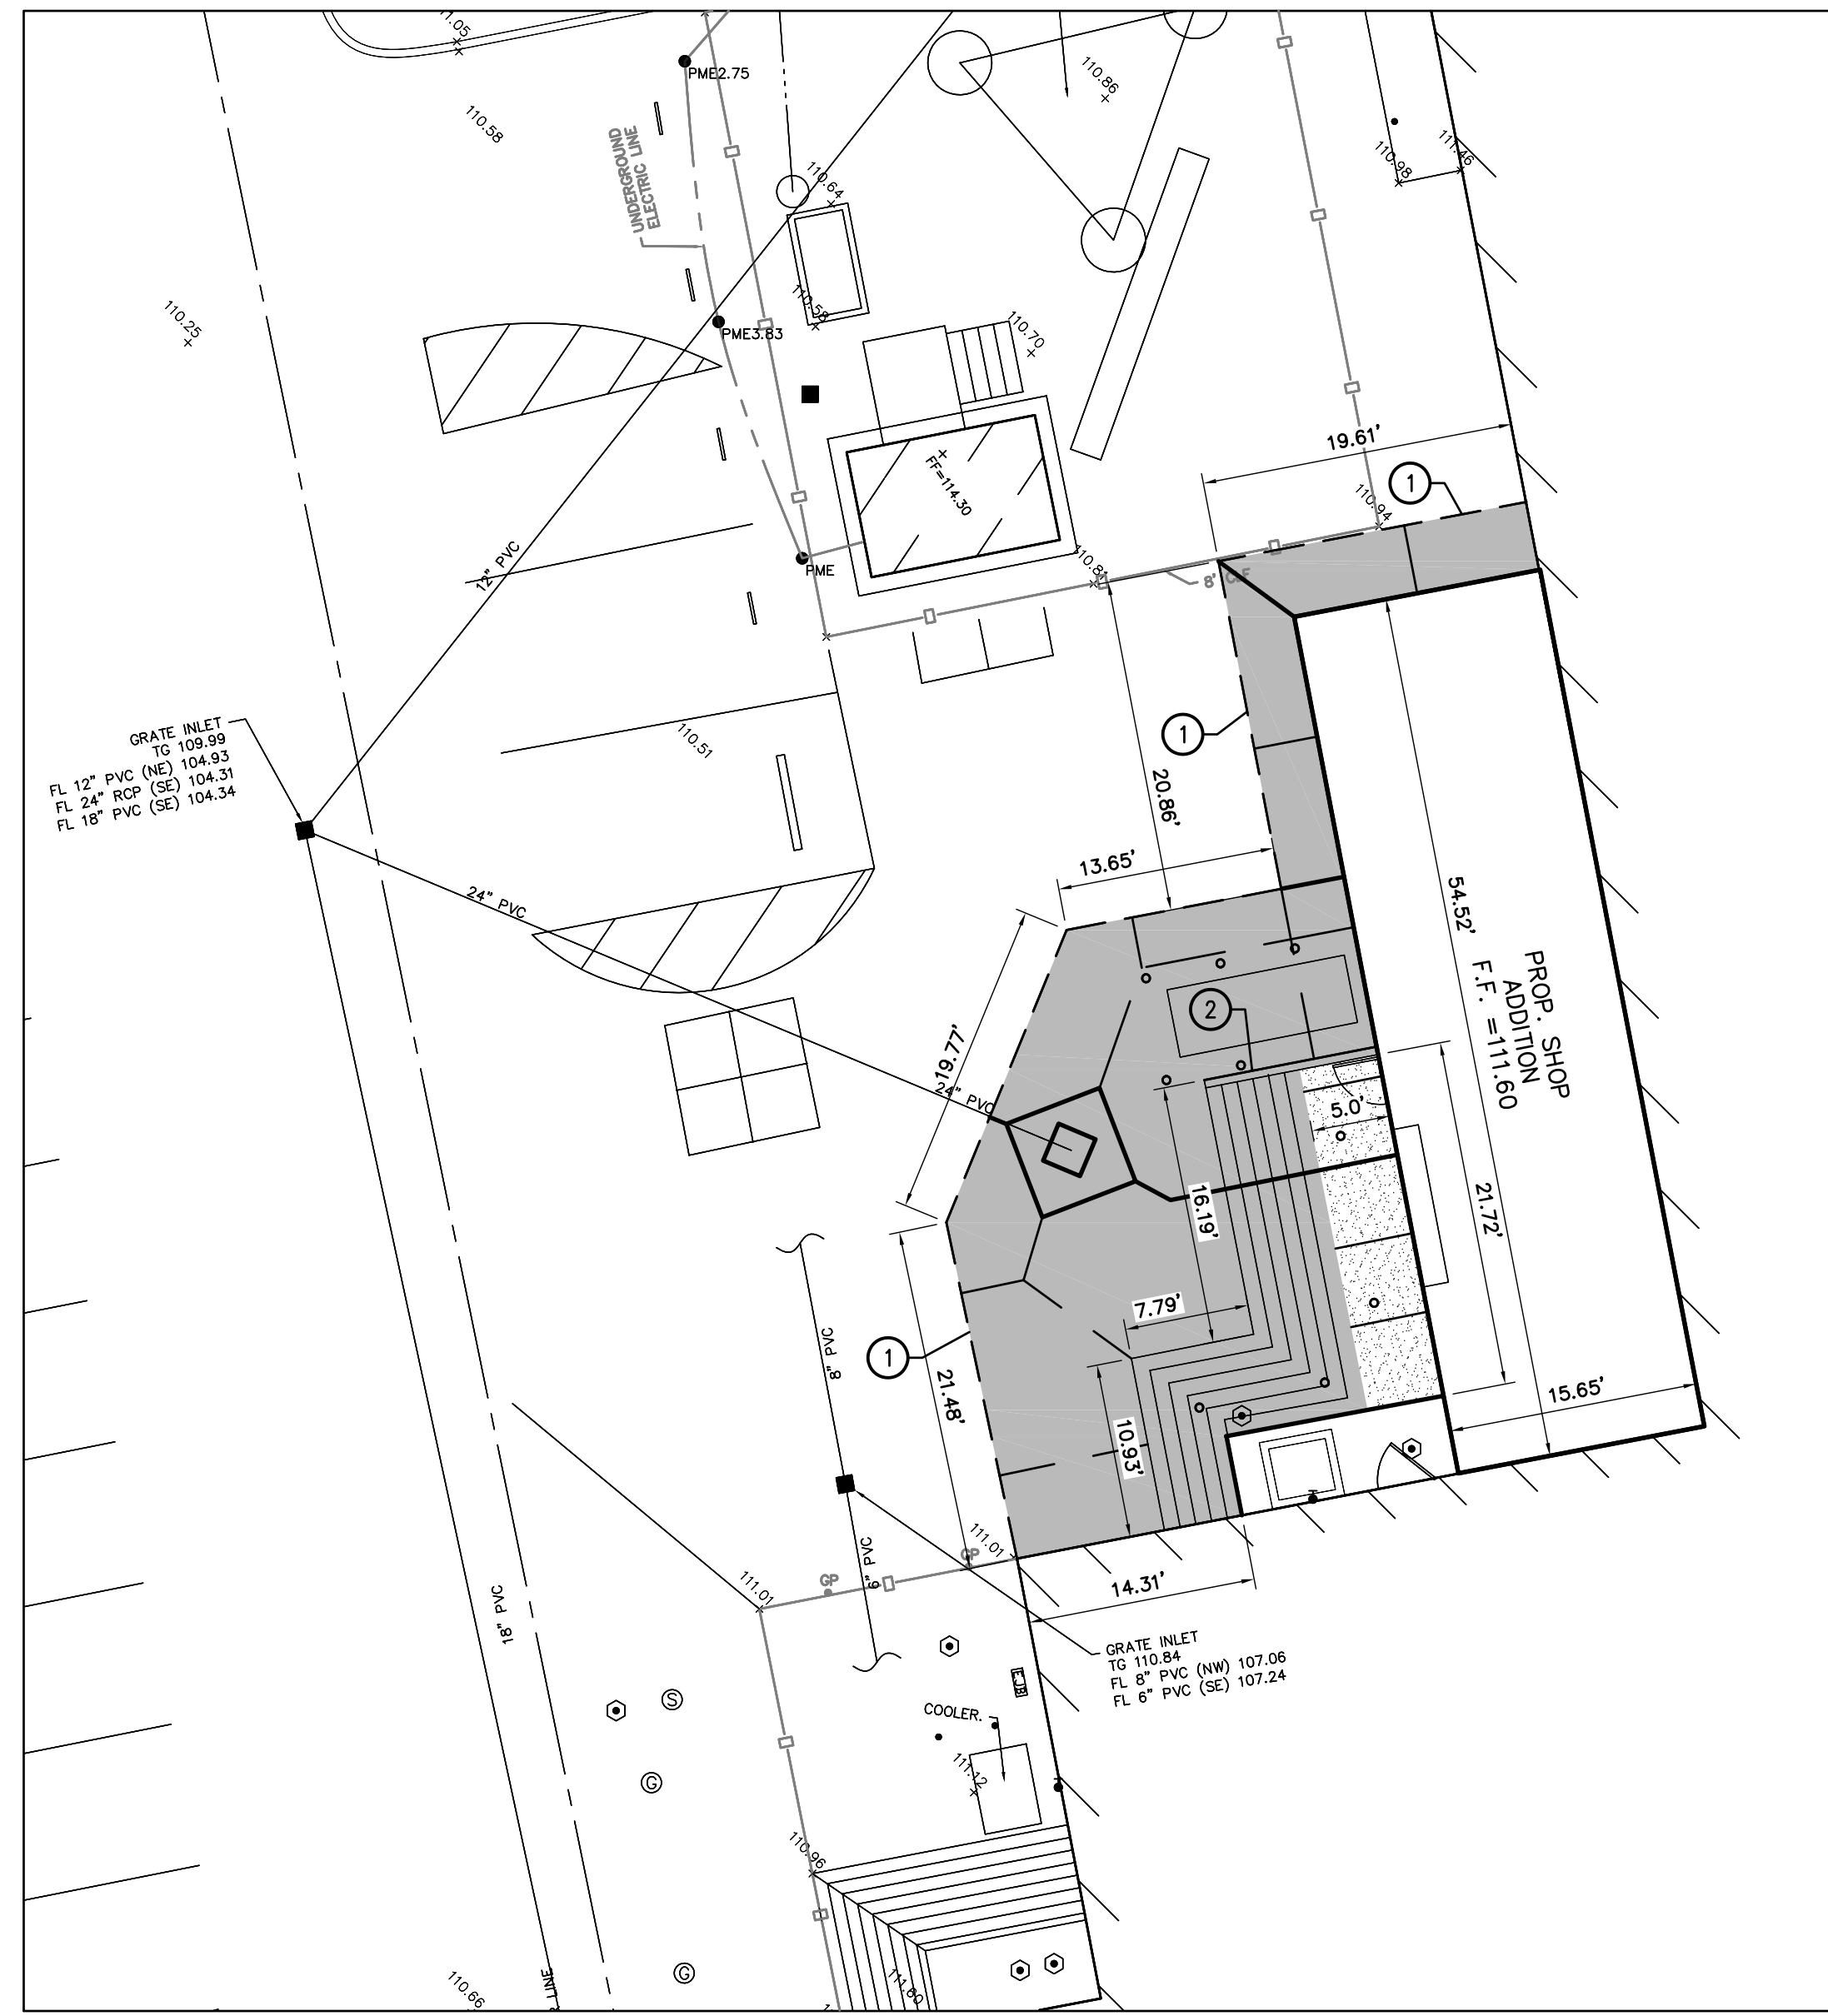 11.05
PME2.75
110.58
UNDERGROUND
ELECTRIC LINE
110.86
110.64
110.98
111.46
110.25
110.58
PME3.83
110.70
FF=114.30
19.61'
1
110.94
12" PVC
PME
110.81
8'
GRATE INLET
TG 109.99
FL 12" PVC (NE) 104.93
FL 24" RCP (SE) 104.31
FL 18" PVC (SE) 104.34
110.51
1
20.86'
13.65'
24" PVC
54.52'
PROP. SHOP
ADDITION
F.F. =111.60
2
19.77'
24" PVC
5.0'
16.19'
21.72'
7.79'
8" PVC
1
21.48'
10.93'
15.65'
111.01
GP
6" PVC
GP
111.01
14.31'
18" PVC
GRATE INLET
TG 110.84
FL 8" PVC (NW) 107.06
FL 6" PVC (SE) 107.24
EJB
S
COOLER.
G
111.12
110.96
G
110.66
LINE
111.60